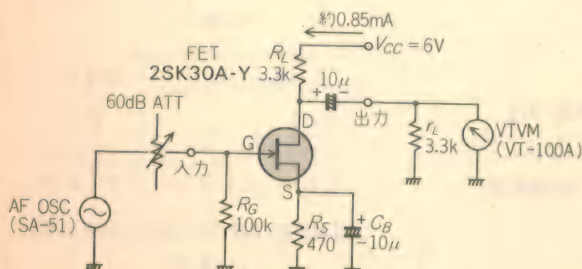 約0.85mA
FET
2SK30A-Y
RL
3.3k
VCC=6V
10μ
+ -
60dB ATT
D
出力
G
入力
rL
3.3k
VTVM
(VT-100A)
S
AF OSC
(SA-51)
RG
100k
RS
470
+
-
CB
10μ